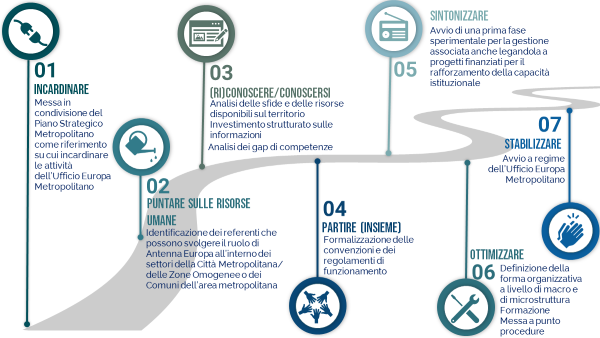 01
INCARDINARE
Messa in
condivisione del
Piano Strategico
Metropolitano
come riferimento
su cui incardinare
le attività
dell'Ufficio Europa
Metropolitano
02
PUNTARE SULLE RISORSE
UMANE
Identificazione dei referenti che
possono svolgere il ruolo di
Antenna Europa all'interno dei
settori della Città Metropolitana/
delle Zone Omogenee o dei
Comuni dell'area metropolitana
03
(RI)CONOSCERE/CONOSCERSI
Analisi delle sfide e delle risorse
disponibili sul territorio
Investimento strutturato sulle
informazioni
Analisi dei gap di competenze
04
PARTIRE (INSIEME)
Formalizzazione delle
convenzioni e dei
regolamenti di
funzionamento
SINTONIZZARE
Avvio di una prima fase
sperimentale per la gestione
associata anche legandola a
progetti finanziati per il
rafforzamento della capacità
istituzionale
05
OTTIMIZZARE
06
Definizione della
forma organizzativa
a livello di macro e
di microstruttura
Formazione
Messa a punto
procedure
07
STABILIZZARE
Avvio a regime
dell'Ufficio Europa
Metropolitano